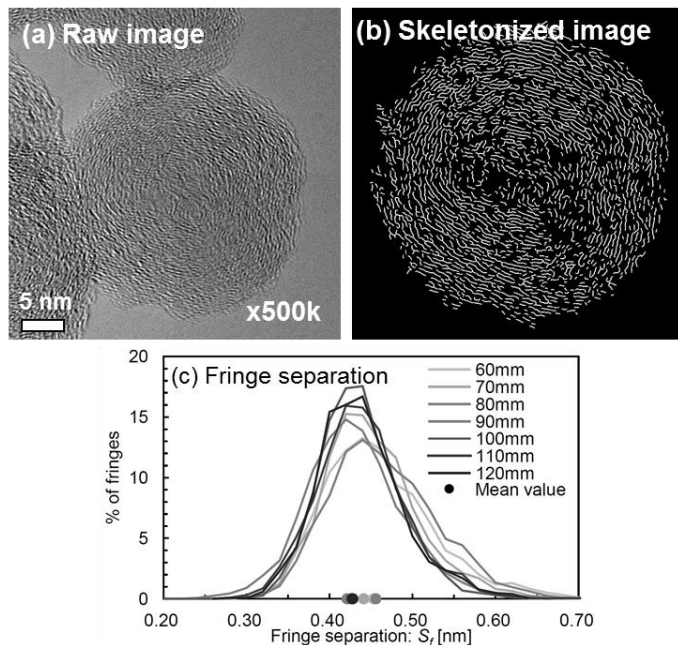 (a) Raw image
5 nm
x500k
(b) Skeletonized image
(c) Fringe separation
% of fringes
20
15
10
5
0
0.20 0.30 0.40 0.50 0.60 0.70
Fringe separation: S_f [nm]
60mm
70mm
80mm
90mm
100mm
110mm
120mm
Mean value